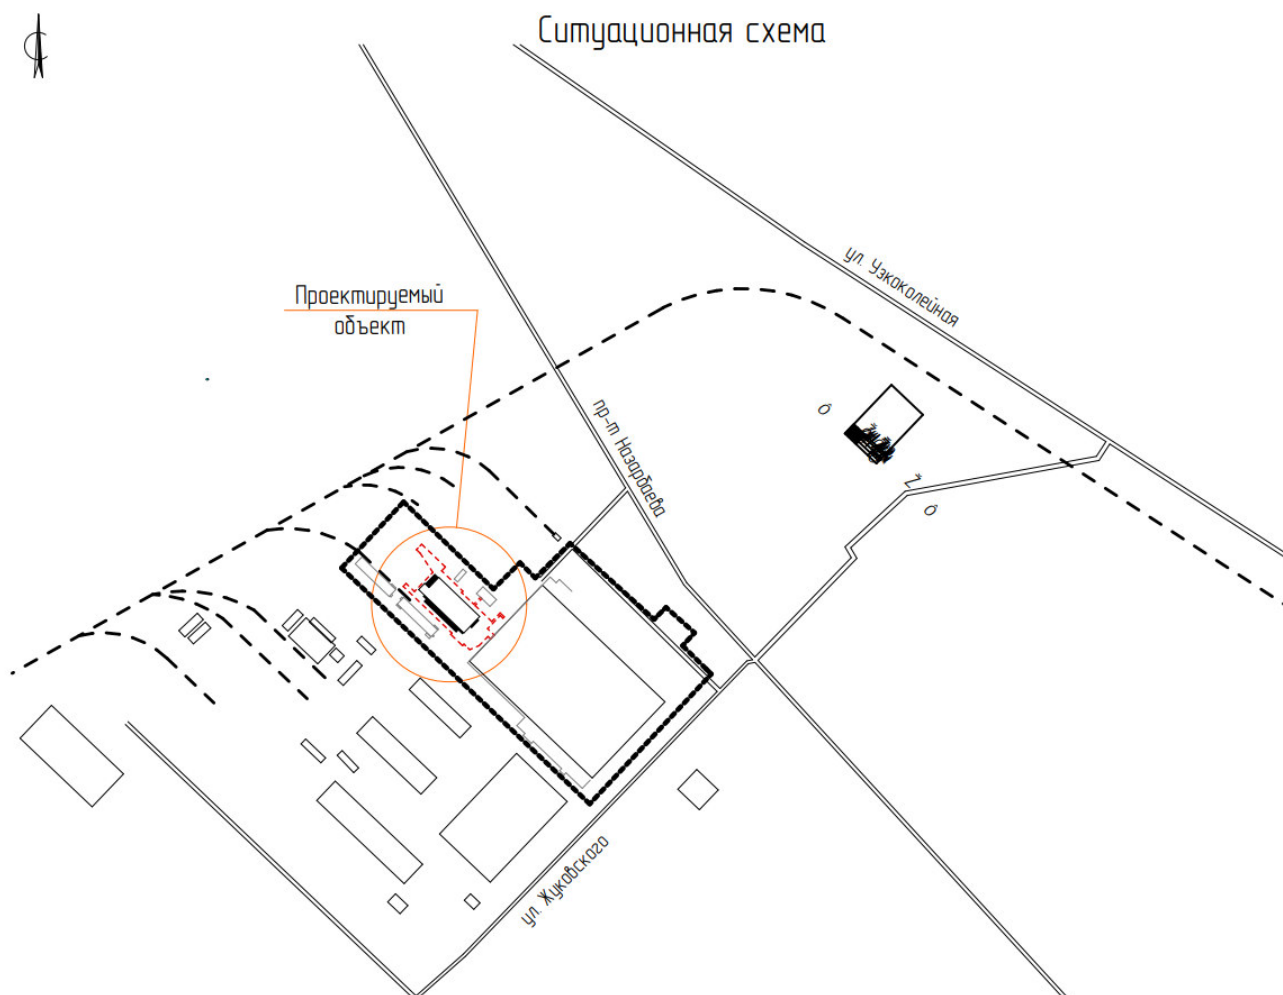 Ситуационная схема
ул. Узкоколейная
Проектируемый
объект
пр-т Назарбаева
ул. Жуковского